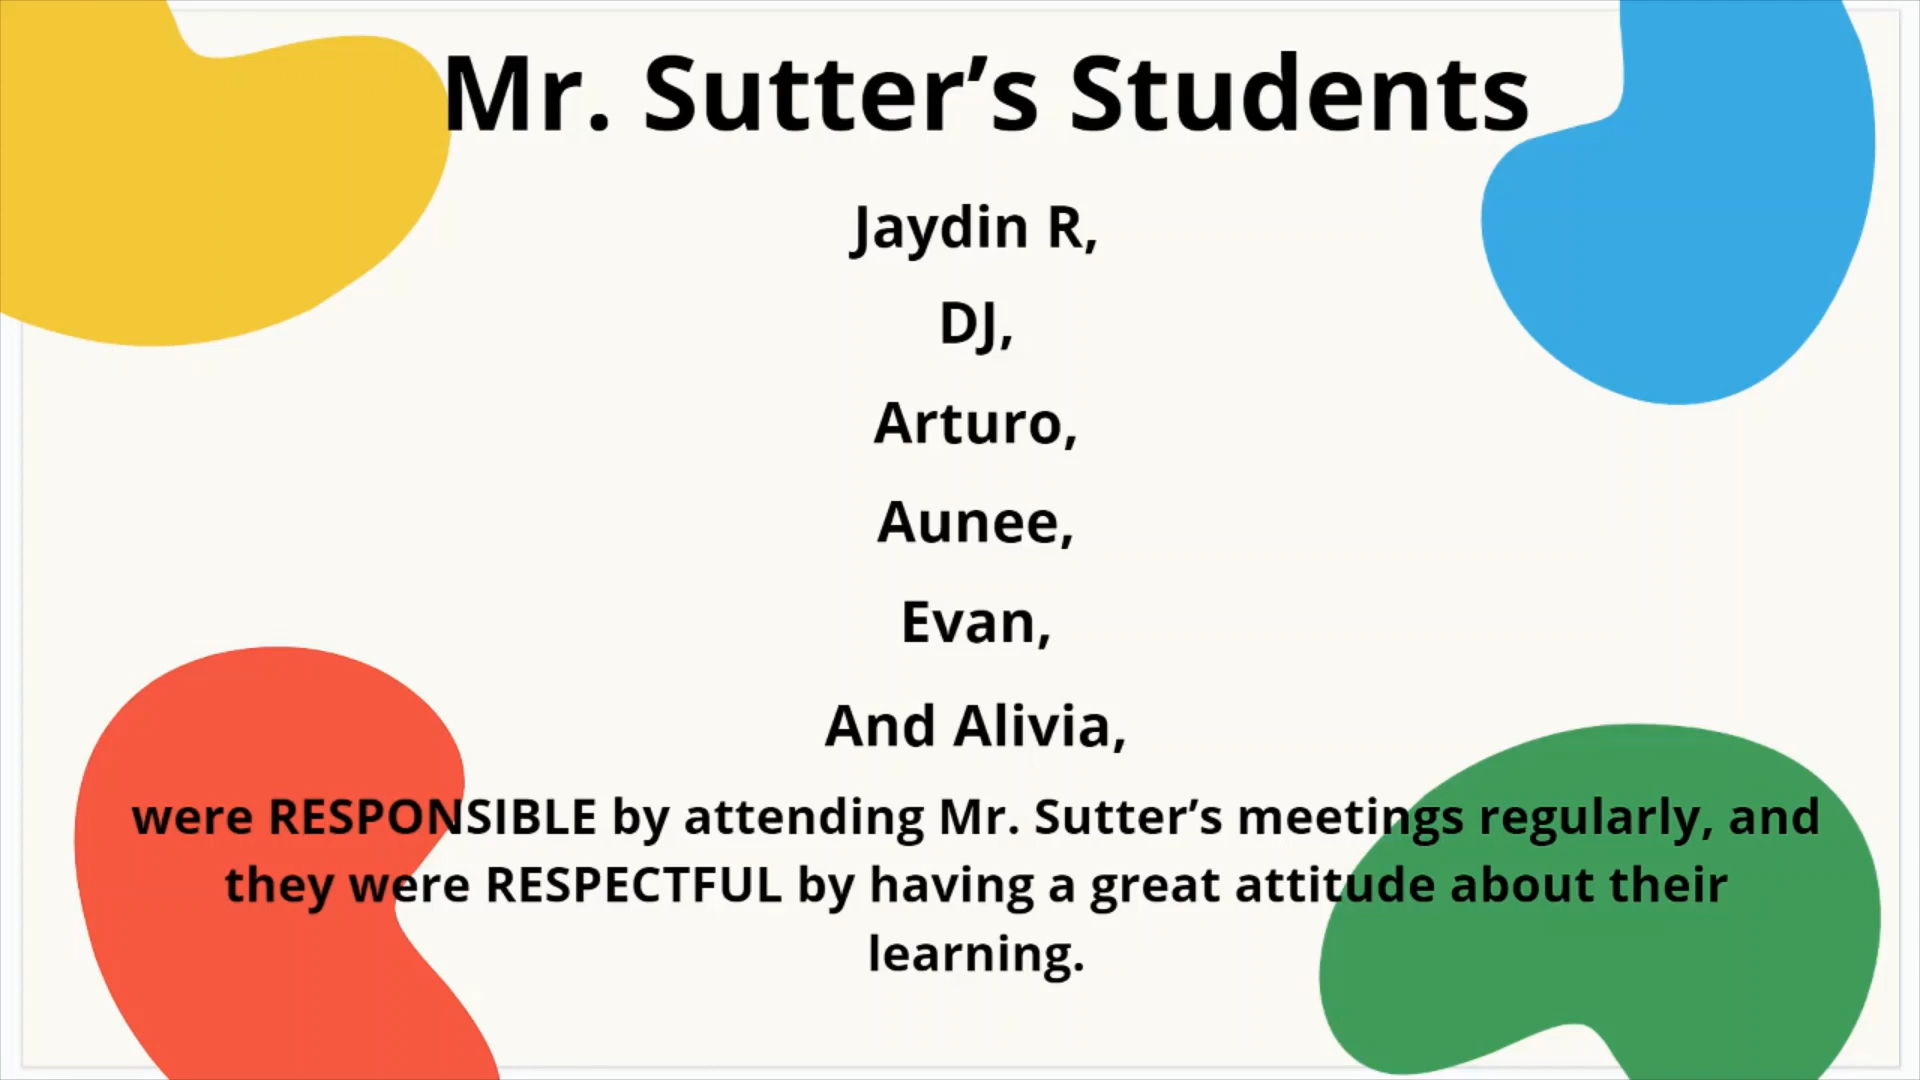 Mr. Sutter’s Students
Jaydin R,
DJ,
Arturo,
Aunee,
Evan,
And Alivia,
were RESPONSIBLE by attending Mr. Sutter’s meetings regularly, and
they were RESPECTFUL by having a great attitude about their
learning.